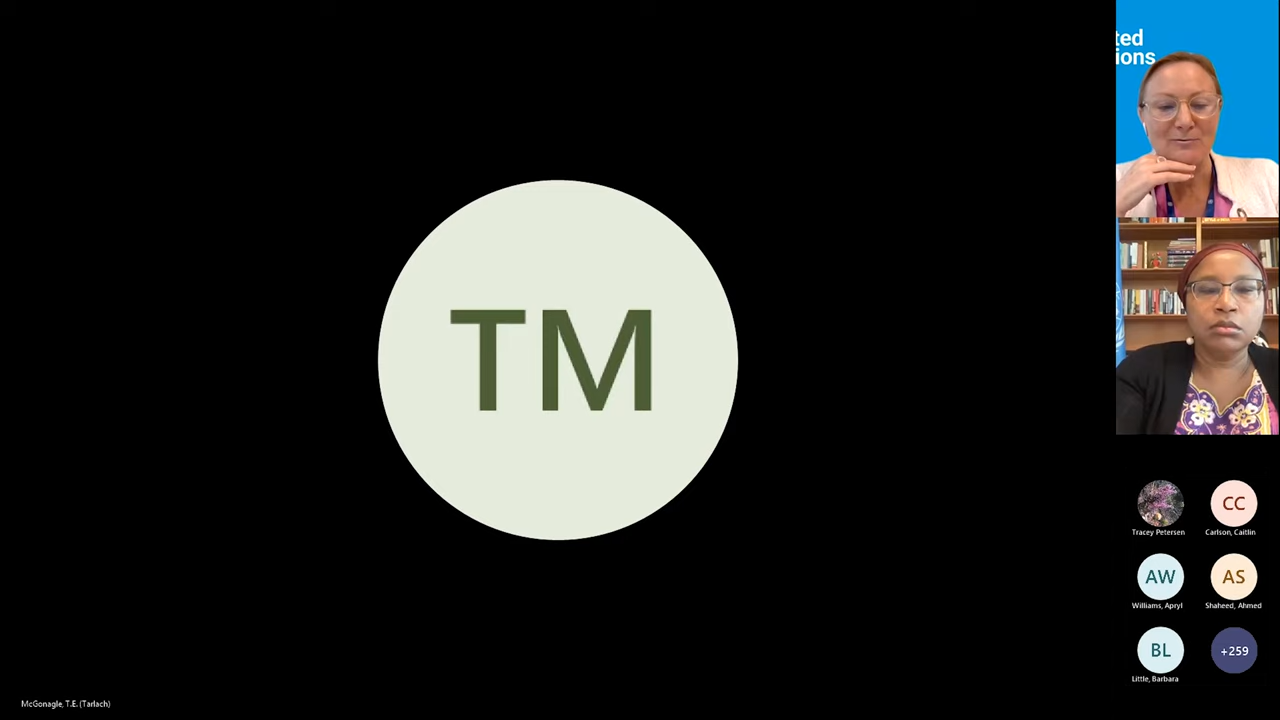 ted
ions
TM
CC
Tracey Petersen
Carlson, Caitlin
AW
AS
Williams, Apryl
Shaheed, Ahmed
BL
+259
Little, Barbara
McGonagle, T.E. (Tarlach)